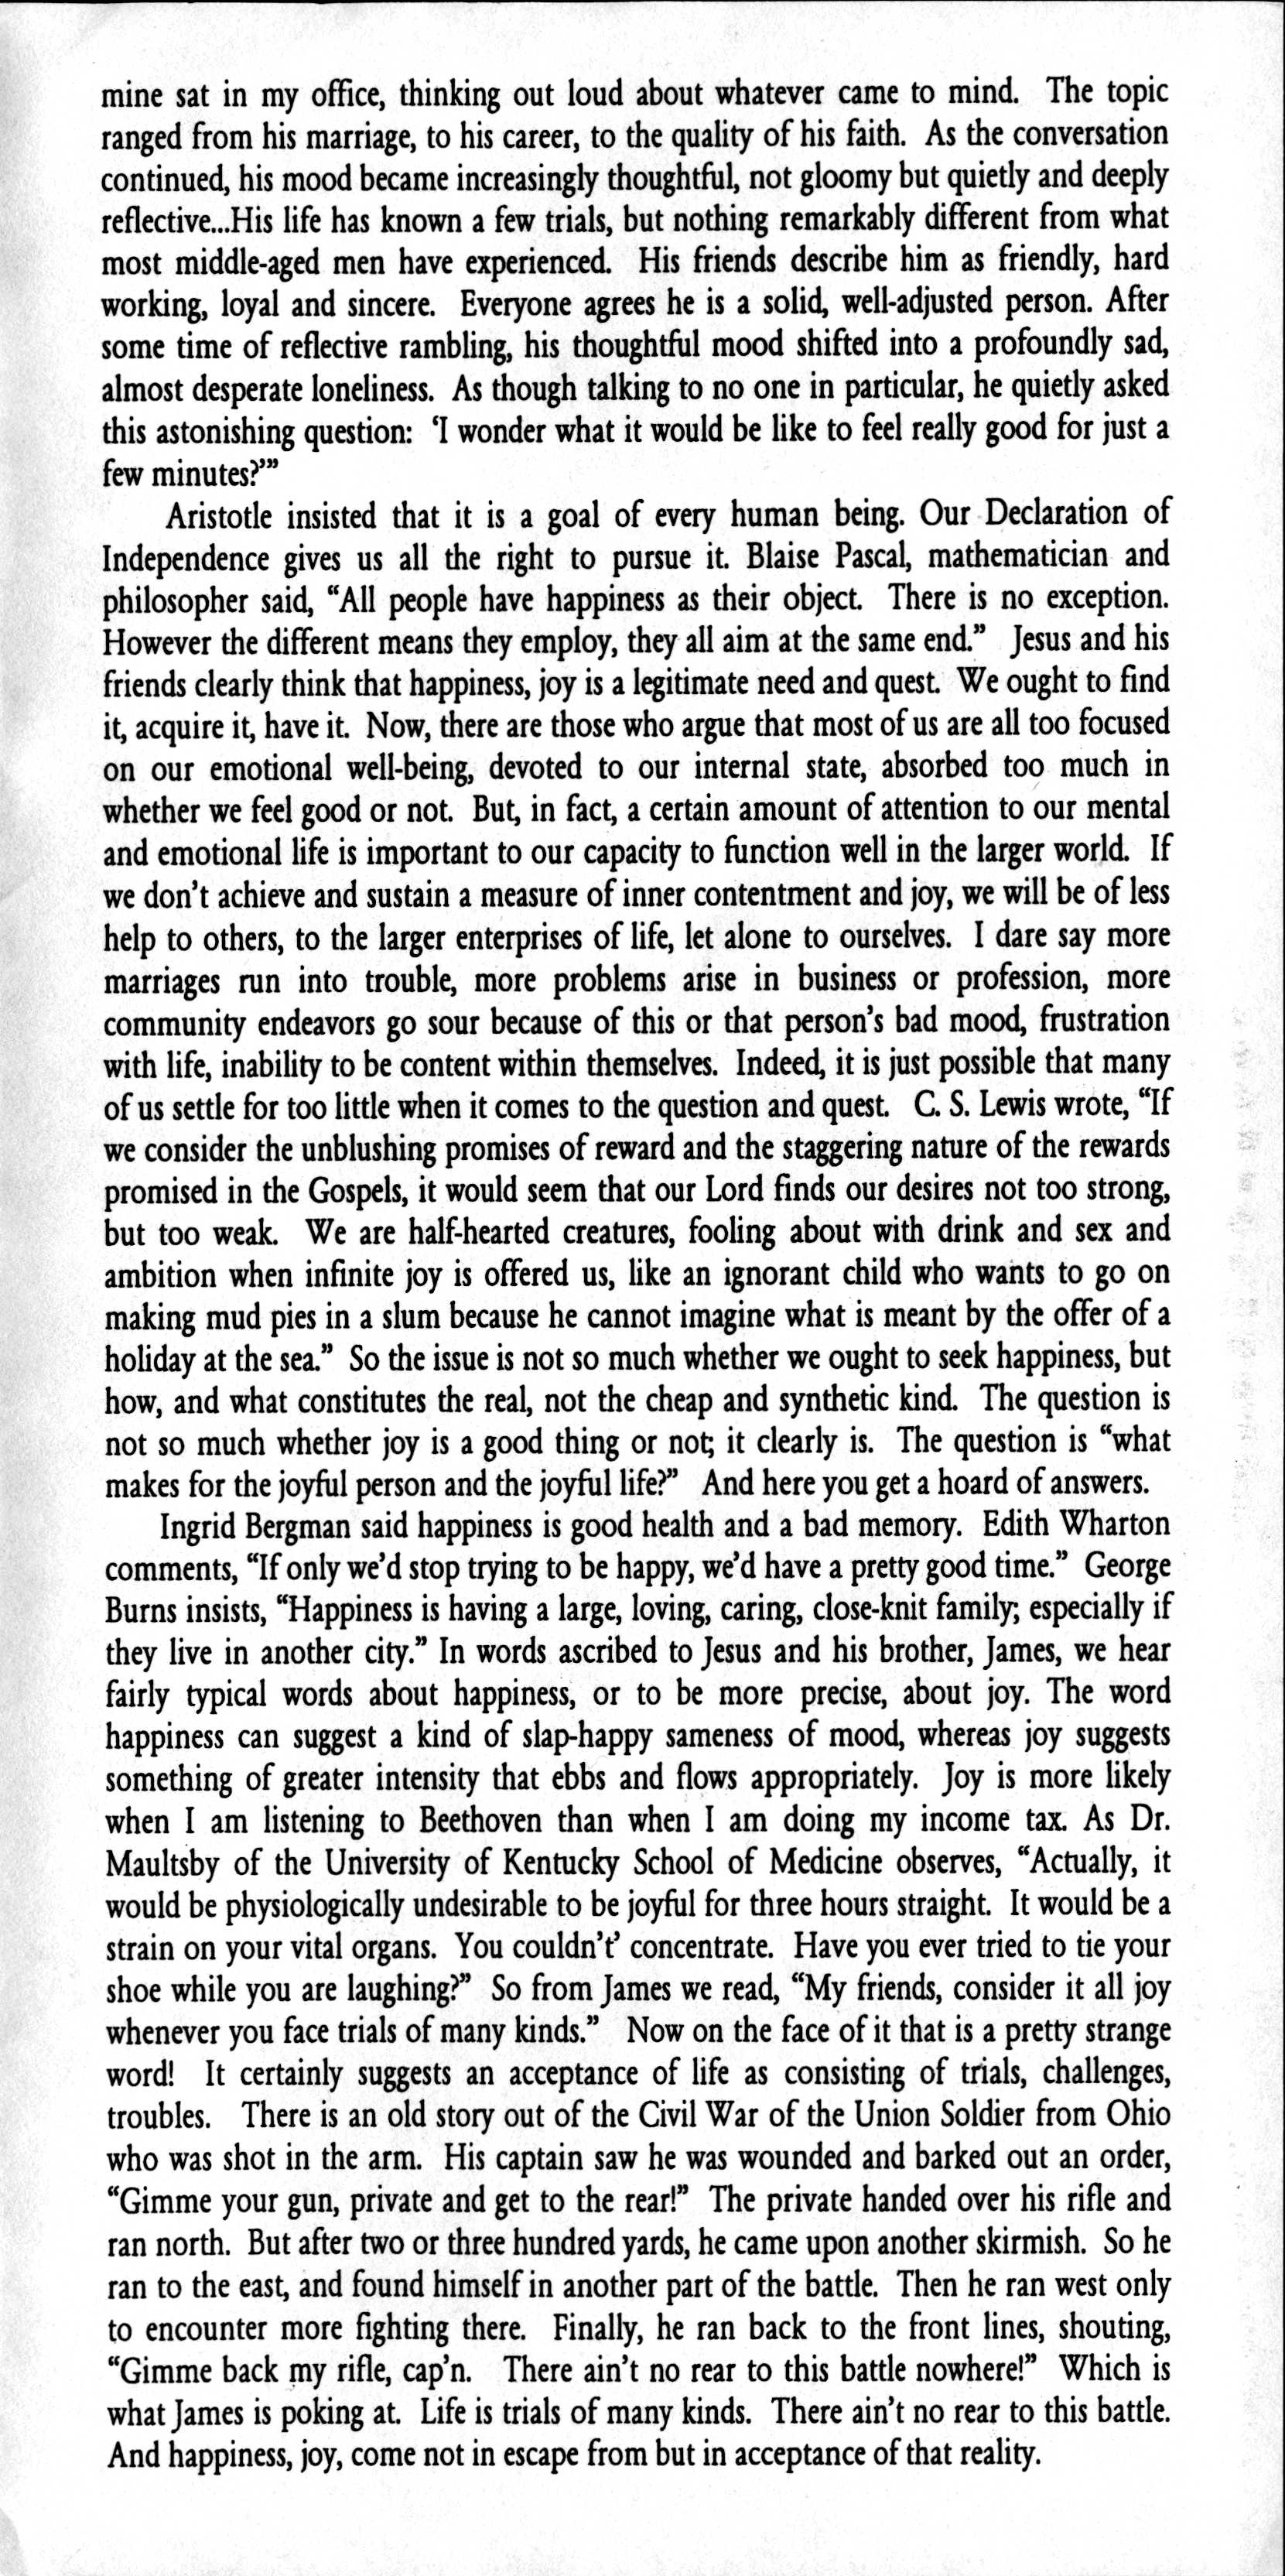 mine sat in my office, thinking out loud about whatever came to mind. The topic
ranged from his marriage, to his career, to the quality of his faith. As the conversation
continued, his mood became increasingly thoughtful, not gloomy but quietly and deeply
reflective...His life has known a few trials, but nothing remarkably different from what
most middle-aged men have experienced. His friends describe him as friendly, hard
working, loyal and sincere. Everyone agrees he is a solid, well-adjusted person. After
some time of reflective rambling, his thoughtful mood shifted into a profoundly sad,
almost desperate loneliness. As though talking to no one in particular, he quietly asked
this astonishing question: ‘I wonder what it would be like to feel really good for just a
few minutes?’”
Aristotle insisted that it is a goal of every human being. Our Declaration of
Independence gives us all the right to pursue it. Blaise Pascal, mathematician and
philosopher said, “All people have happiness as their object. There is no exception.
However the different means they employ, they all aim at the same end.” Jesus and his
friends clearly think that happiness, joy is a legitimate need and quest. We ought to find
it, acquire it, have it. Now, there are those who argue that most of us are all too focused
on our emotional well-being, devoted to our internal state, absorbed too much in
whether we feel good or not. But, in fact, a certain amount of attention to our mental
and emotional life is important to our capacity to function well in the larger world. If
we don’t achieve and sustain a measure of inner contentment and joy, we will be of less
help to others, to the larger enterprises of life, let alone to ourselves. I dare say more
marriages run into trouble, more problems arise in business or profession, more
community endeavors go sour because of this or that person’s bad mood, frustration
with life, inability to be content within themselves. Indeed, it is just possible that many
of us settle for too little when it comes to the question and quest. C. S. Lewis wrote, “If
we consider the unblushing promises of reward and the staggering nature of the rewards
promised in the Gospels, it would seem that our Lord finds our desires not too strong,
but too weak. We are half-hearted creatures, fooling about with drink and sex and
ambition when infinite joy is offered us, like an ignorant child who wants to go on
making mud pies in a slum because he cannot imagine what is meant by the offer of a
holiday at the sea.” So the issue is not so much whether we ought to seek happiness, but
how, and what constitutes the real, not the cheap and synthetic kind. The question is
not so much whether joy is a good thing or not; it clearly is. The question is “what
makes for the joyful person and the joyful life?” And here you get a hoard of answers.
Ingrid Bergman said happiness is good health and a bad memory. Edith Wharton
comments, “If only we’d stop trying to be happy, we’d have a pretty good time.” George
Burns insists, “Happiness is having a large, loving, caring, close-knit family; especially if
they live in another city.” In words ascribed to Jesus and his brother, James, we hear
fairly typical words about happiness, or to be more precise, about joy. The word
happiness can suggest a kind of slap-happy sameness of mood, whereas joy suggests
something of greater intensity that ebbs and flows appropriately. Joy is more likely
when I am listening to Beethoven than when I am doing my income tax. As Dr.
Maultsby of the University of Kentucky School of Medicine observes, “Actually, it
would be physiologically undesirable to be joyful for three hours straight. It would be a
strain on your vital organs. You couldn’t’ concentrate. Have you ever tried to tie your
shoe while you are laughing?” So from James we read, “My friends, consider it all joy
whenever you face trials of many kinds.” Now on the face of it that is a pretty strange
word! It certainly suggests an acceptance of life as consisting of trials, challenges,
troubles. There is an old story out of the Civil War of the Union Soldier from Ohio
who was shot in the arm. His captain saw he was wounded and barked out an order,
“Gimme your gun, private and get to the rear!” The private handed over his rifle and
ran north. But after two or three hundred yards, he came upon another skirmish. So he
ran to the east, and found himself in another part of the battle. Then he ran west only
to encounter more fighting there. Finally, he ran back to the front lines, shouting,
“Gimme back my rifle, cap’n. There ain’t no rear to this battle nowhere!” Which is
what James is poking at. Life is trials of many kinds. There ain’t no rear to this battle.
And happiness, joy, come not in escape from but in acceptance of that reality.